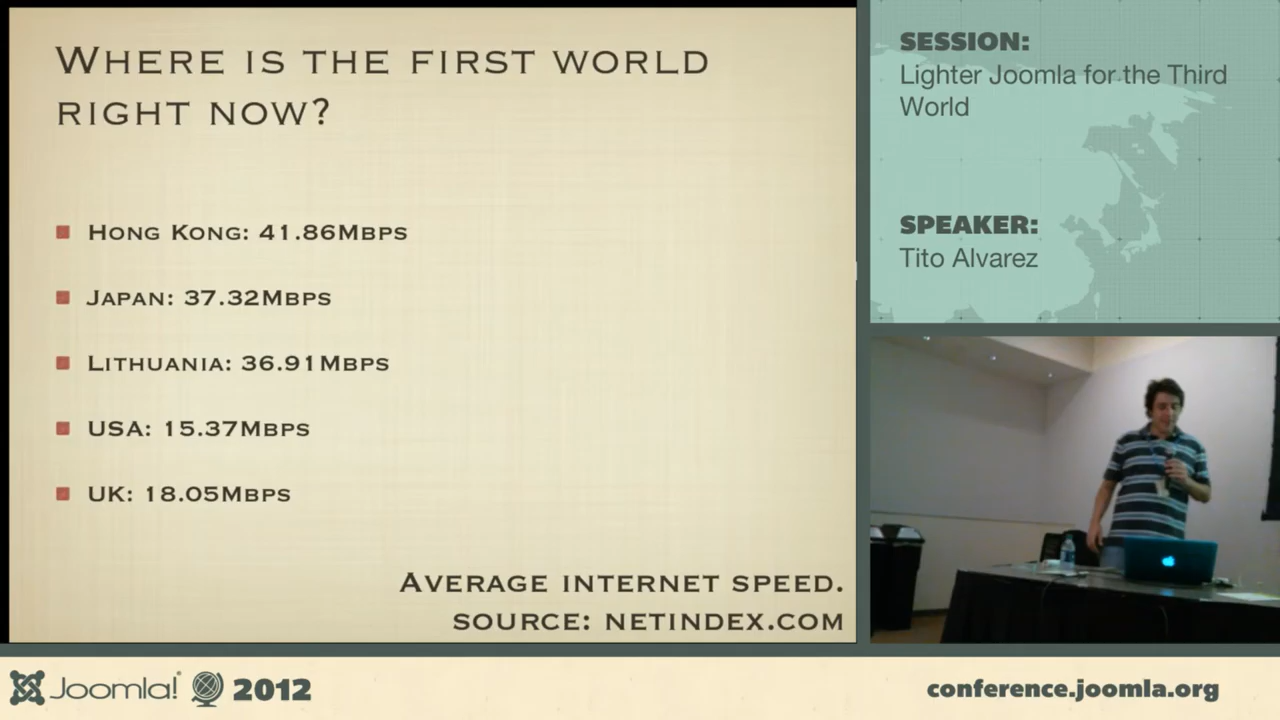 WHERE IS THE FIRST WORLD
RIGHT NOW?
HONG KONG: 41.86MBPS
JAPAN: 37.32MBPS
LITHUANIA: 36.91MBPS
USA: 15.37MBPS
UK: 18.05MBPS
AVERAGE INTERNET SPEED.
SOURCE: NETINDEX.COM
SESSION:
Lighter Joomla for the Third
World
SPEAKER:
Tito Alvarez
Joomla! 2012
conference.joomla.org